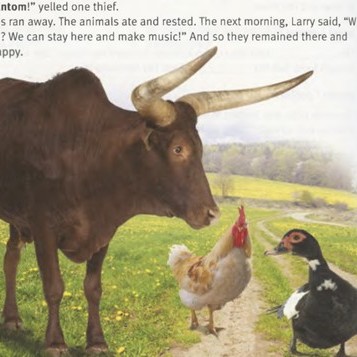 ntom!" yelled one thief.
s ran away. The animals ate and rested. The next morning, Larry said, "W
? We can stay here and make music!" And so they remained there and
appy.